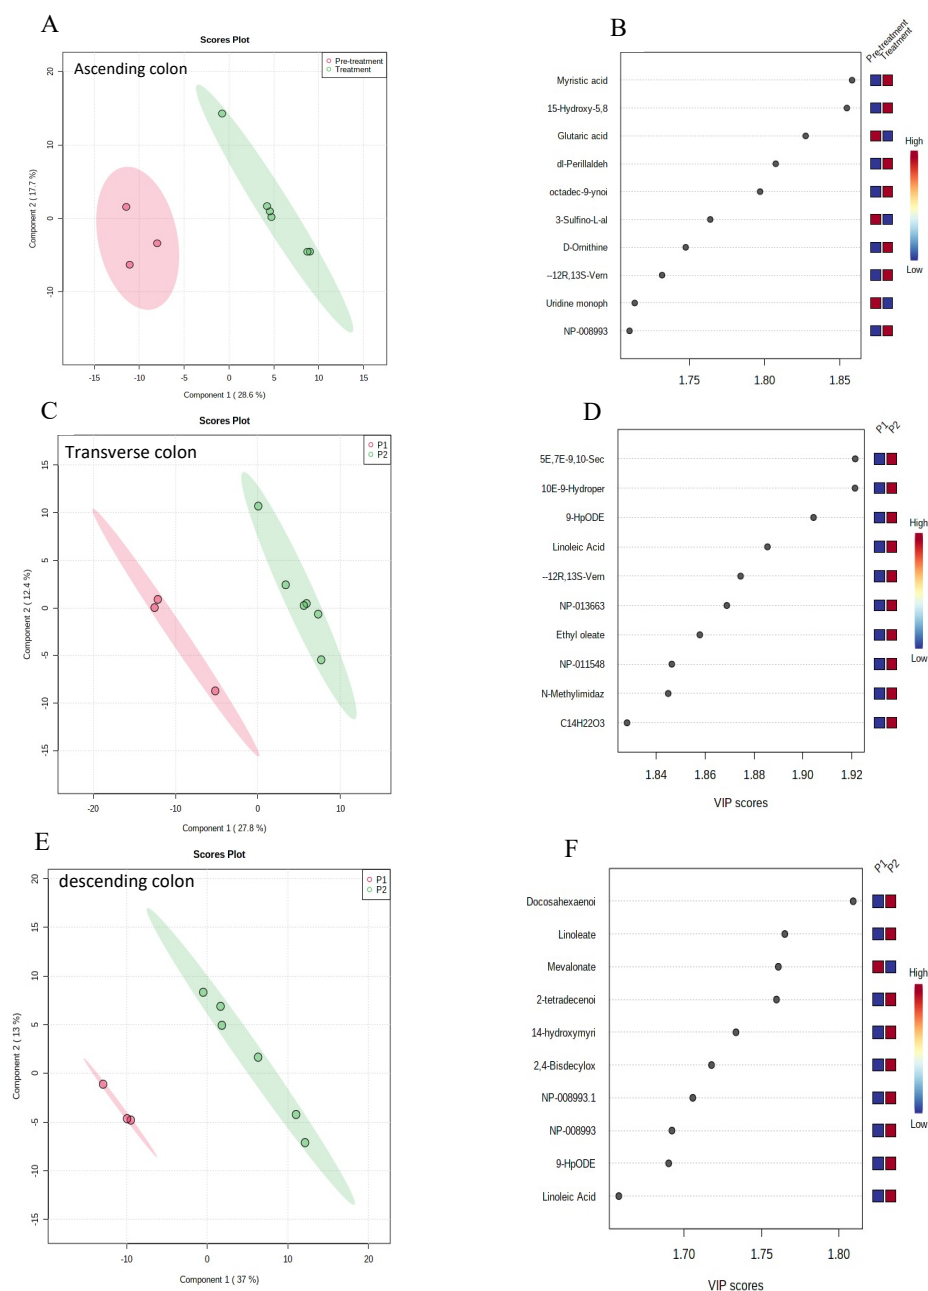 A
Scores Plot
Ascending colon
Pre-treatment
Treatment
Component 2 ( 17.7 %)
20
10
0
-10
-15
-10
-5
0
5
10
15
Component 1 ( 28.6 %)
B
Pre-treatment
Treatment
Myristic acid
15-Hydroxy-5,8
Glutaric acid
dl-Perillaldeh
octadec-9-ynoi
3-Sulfino-L-al
D-Ornithine
--12R,13S-Vern
Uridine monoph
NP-008993
1.75
1.80
1.85
High
Low
C
Scores Plot
Transverse colon
P1
P2
Component 2 ( 12.4 %)
15
10
5
0
-5
-10
-15
-20
-10
0
10
Component 1 ( 27.8 %)
D
P1
P2
5E,7E-9,10-Sec
10E-9-Hydroper
9-HpODE
Linoleic Acid
--12R,13S-Vern
NP-013663
Ethyl oleate
NP-011548
N-Methylimidaz
C14H22O3
1.84
1.86
1.88
1.90
1.92
VIP scores
High
Low
E
Scores Plot
descending colon
P1
P2
Component 2 ( 13 %)
20
15
10
5
0
-5
-10
-15
-10
0
10
20
Component 1 ( 37 %)
F
P1
P2
Docosahexaenoi
Linoleate
Mevalonate
2-tetradecenoi
14-hydroxymyri
2,4-Bisdecylox
NP-008993.1
NP-008993
9-HpODE
Linoleic Acid
1.70
1.75
1.80
VIP scores
High
Low